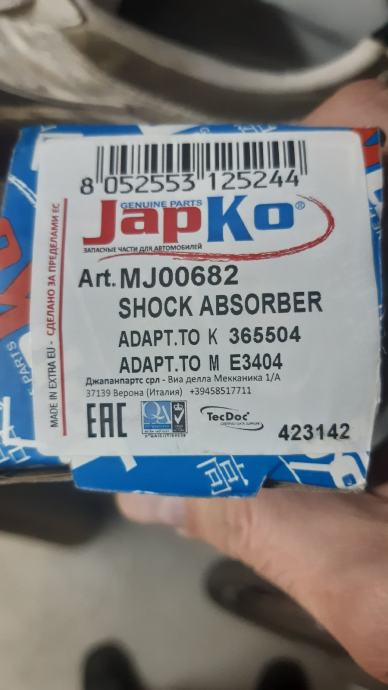 8 052553 125244
GENUINE PARTS
JapKo®
ЗАПАСНЫЕ ЧАСТИ ДЛЯ АВТОМОБИЛЕЙ
Art. MJ00682
SHOCK ABSORBER
ADAPT.TO K 365504
ADAPT.TO M E3404
Джапанпартс срл - Виа делла Мекканика 1/А
37139 Верона (Италия) +39458517711
EAC
TecDoc
423142
MADE IN EXTRA EU - СДЕЛАНО ЗА ПРЕДЕЛАМИ ЕС
PARTS